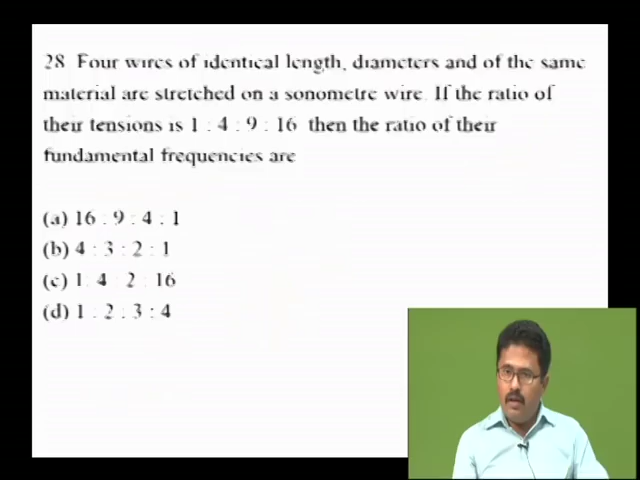 28 Four wires of identical length, diameters and of the same
material are stretched on a sonometre wire. If the ratio of
their tensions is 1 : 4 : 9 : 16 then the ratio of their
fundamental frequencies are
(a) 16 : 9 : 4 : 1
(b) 4 : 3 : 2 : 1
(c) 1 4 : 2 : 16
(d) 1 : 2 : 3 : 4